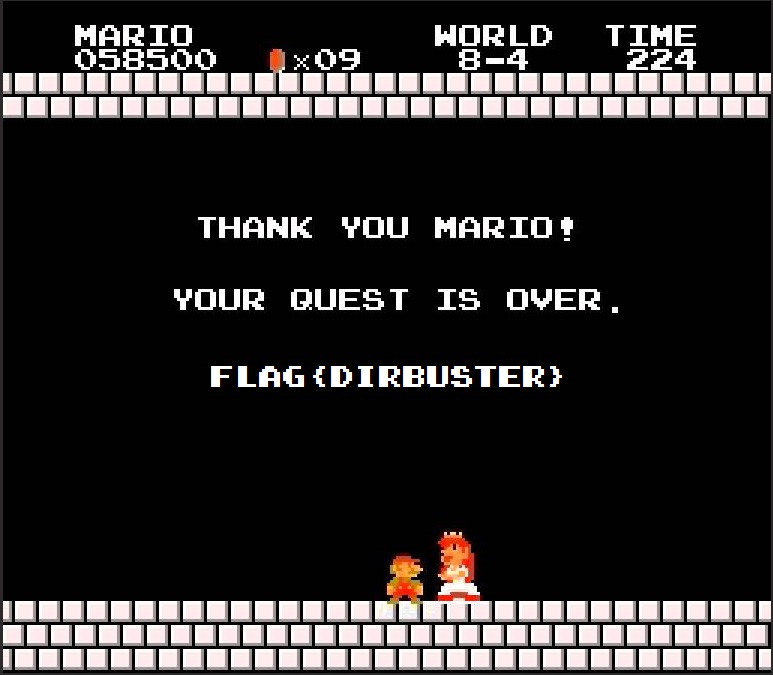 MARIO WORLD TIME
058500 x09 8-4 224
THANK YOU MARIO!
YOUR QUEST IS OVER.
FLAG{DIRBUSTER}